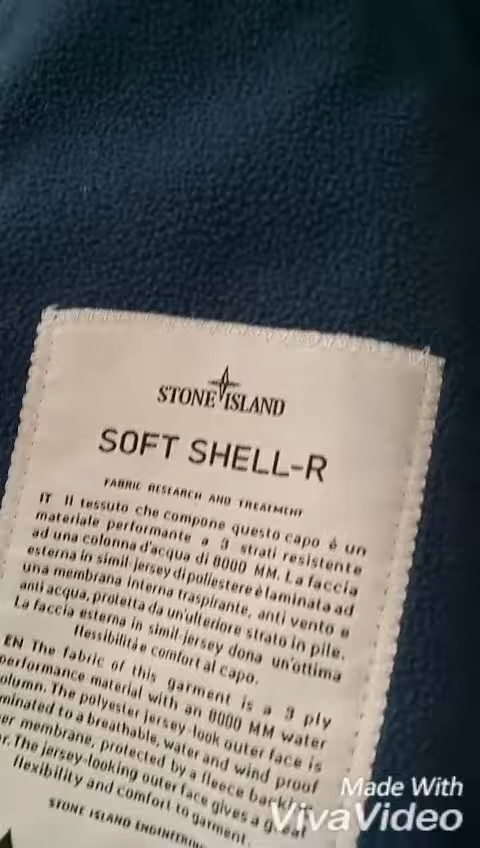 STONE ISLAND
SOFT SHELL-R
FABRIC RESEARCH AND TREATMENT
IT Il tessuto che compone questo capo è un
materiale performante a 3 strati resistente
ad una colonna d'acqua di 8000 MM. La faccia
esterna in simil-jersey di poliestere è laminata ad
una membrana interna traspirante, anti vento e
anti acqua, protetta da un'ulteriore strato in pile.
La faccia esterna in simil-jersey dona un'ottima
flessibilità e comfort al capo.
EN The fabric of this garment is a 3 ply
performance material with an 8000 MM water
olumn. The polyester jersey-look outer face is
minated to a breathable, water and wind proof
er membrane, protected by a fleece
r. The jersey-looking outer face gives a great
flexibility and comfort to garment.
STONE ISLAND ENGINEERIN
Made With
VivaVideo